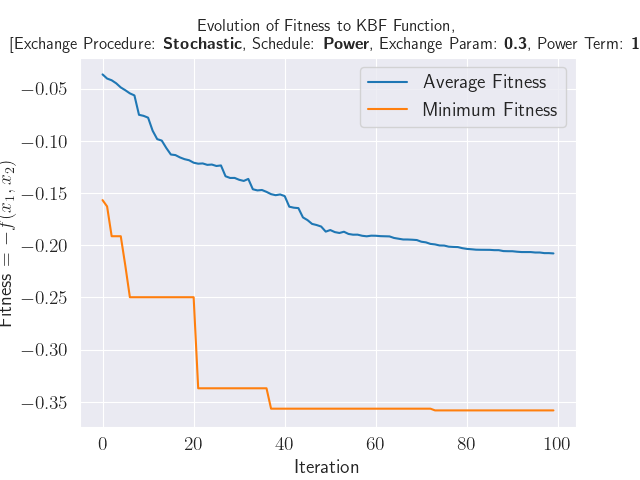 Evolution of Fitness to KBF Function,
[Exchange Procedure: Stochastic, Schedule: Power, Exchange Param: 0.3, Power Term: 1
Average Fitness
Minimum Fitness
Fitness = −f(x₁, x₂)
−0.05
−0.10
−0.15
−0.20
−0.25
−0.30
−0.35
0 20 40 60 80 100
Iteration